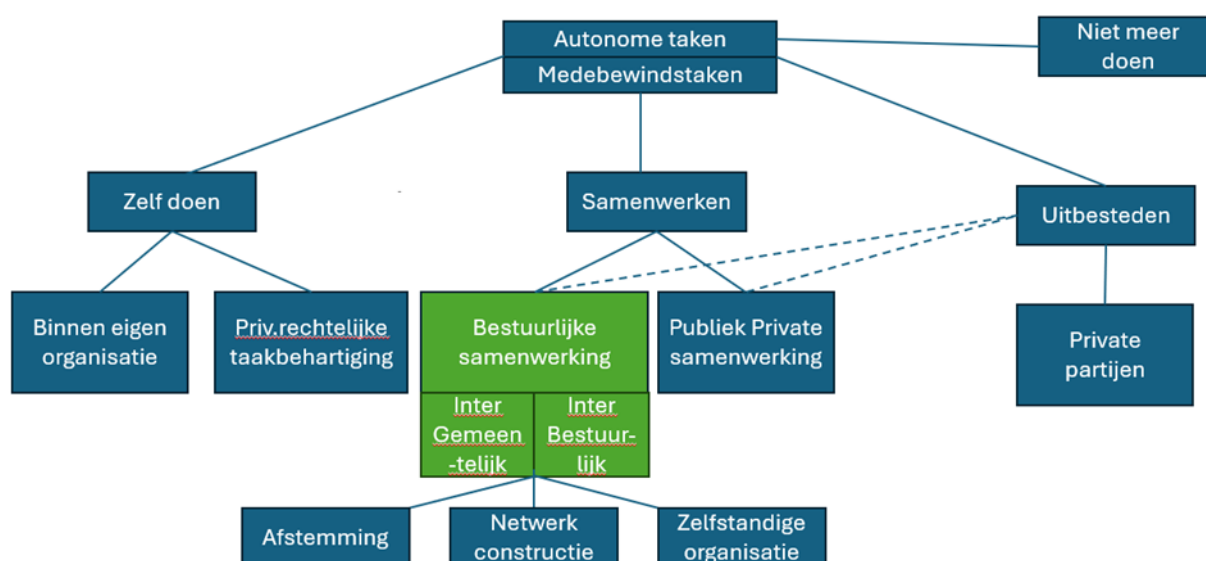 Autonome taken
Medebewindstaken
Niet meer
doen
Zelf doen
Samenwerken
Uitbesteden
Binnen eigen
organisatie
Priv.rechtelijke
taakbehartiging
Bestuurlijke
samenwerking
Publiek Private
samenwerking
Private
partijen
Inter
Gemeen
-telijk
Inter
Bestuur-
lijk
Afstemming
Netwerk
constructie
Zelfstandige
organisatie